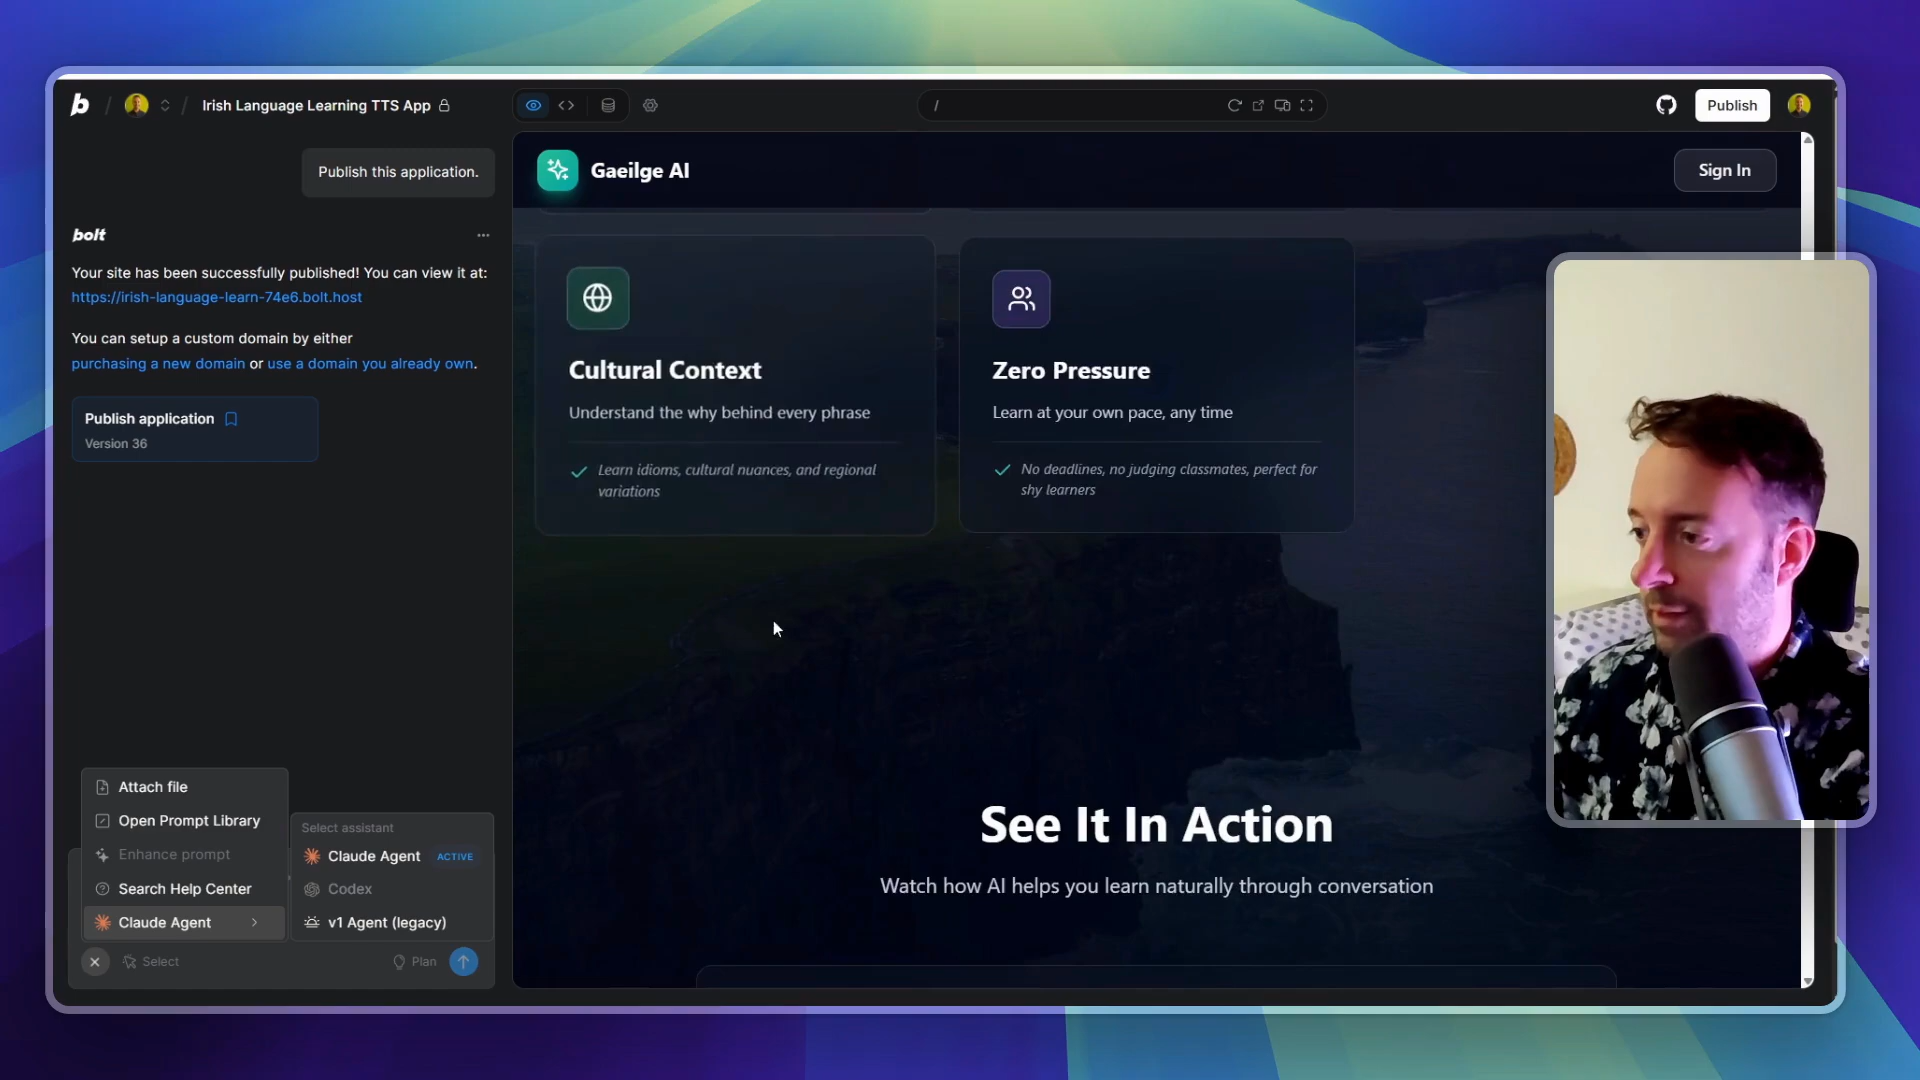 b / / Irish Language Learning TTS App
/
Publish
Publish this application.
bolt
Your site has been successfully published! You can view it at:
https://irish-language-learn-74e6.bolt.host
You can setup a custom domain by either
purchasing a new domain or use a domain you already own.
Publish application
Version 36
Attach file
Open Prompt Library
Enhance prompt
Search Help Center
Claude Agent
Select assistant
Claude Agent ACTIVE
Codex
v1 Agent (legacy)
Select
Plan
Gaeilge AI
Sign In
Cultural Context
Understand the why behind every phrase
Learn idioms, cultural nuances, and regional
variations
Zero Pressure
Learn at your own pace, any time
No deadlines, no judging classmates, perfect for
shy learners
See It In Action
Watch how AI helps you learn naturally through conversation